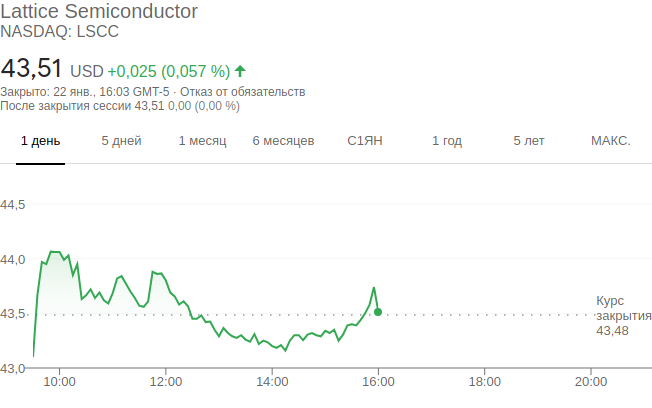 Lattice Semiconductor
NASDAQ: LSCC
43,51 USD +0,025 (0,057 %)
Закрыто: 22 янв., 16:03 GMT-5 · Отказ от обязательств
После закрытия сессии 43,51 0,00 (0,00 %)
1 день 5 дней 1 месяц 6 месяцев С1ЯН 1 год 5 лет МАКС.
44,5
44,0
43,5
43,0
Курс
закрытия
43,48
10:00 12:00 14:00 16:00 18:00 20:00